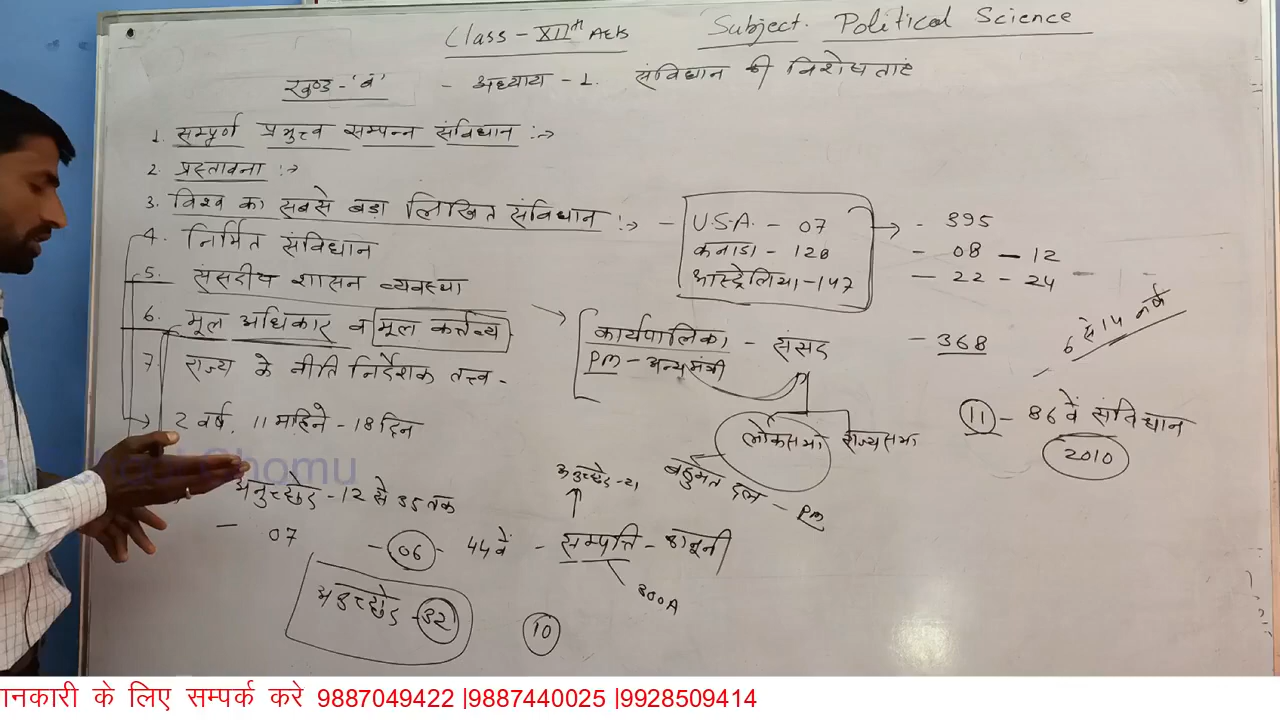 Class - XIIth Arts Subject. Political Science
खण्ड-'ब' - अध्याय - 1. संविधान की विशेषताएं
1. सम्पूर्ण प्रभुत्व सम्पन्न संविधान :→
2. प्रस्तावना :→
3. विश्व का सबसे बड़ा लिखित संविधान :→ -
U.S.A. - 07 → - 395
कनाडा - 128 - 08 - 12
आस्ट्रेलिया - 147 - 22 - 24
4. निर्मित संविधान
5. संसदीय शासन व्यवस्था
6. मूल अधिकार व मूल कर्त्तव्य
7. राज्य के नीति निर्देशक तत्त्व -
कार्यपालिका - संसद - 368
PM - अन्य मंत्री
6 से 14 वर्ष
लोकसभा राज्यसभा
बहुमत दल - PM
11 - 86 वें संविधान
2010
→ 2 वर्ष. 11 माहिने - 18 दिन
अनुच्छेद - 12 से 35 तक
- 07 - 06 - 44 वें - सम्पत्ति - कानूनी
300A
अनुच्छेद - 32
10
ानकारी के लिए सम्पर्क करे 9887049422 |9887440025 |9928509414